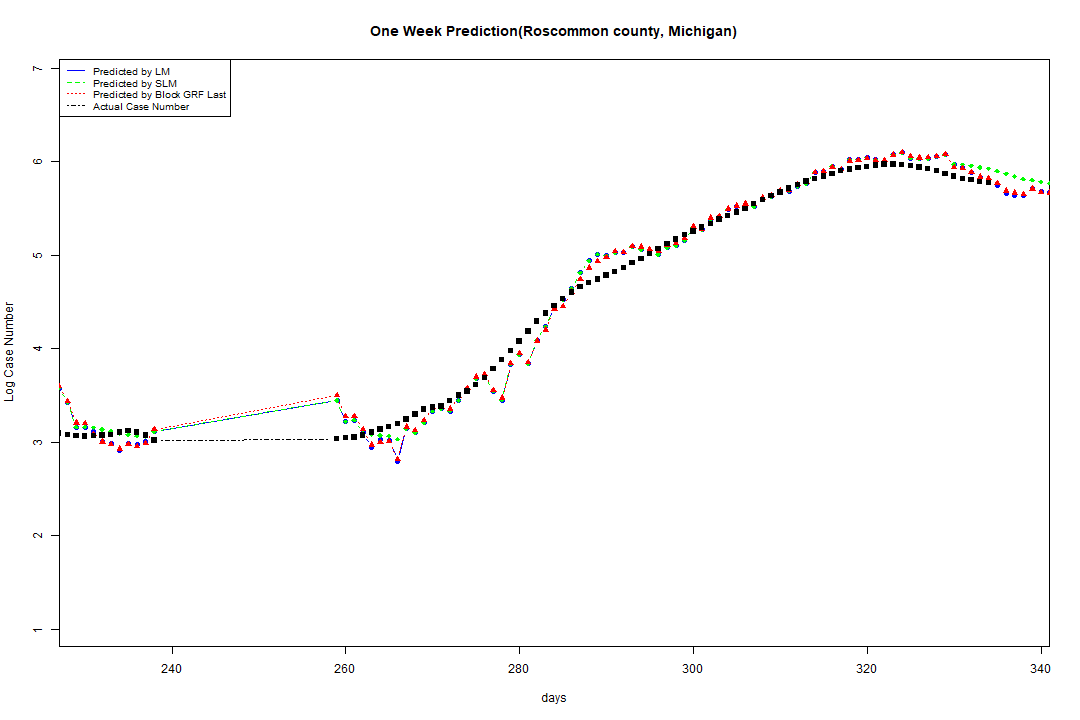 One Week Prediction(Roscommon county, Michigan)
Predicted by LM
Predicted by SLM
Predicted by Block GRF Last
Actual Case Number
7
6
5
4
3
2
1
Log Case Number
240 260 280 300 320 340
days